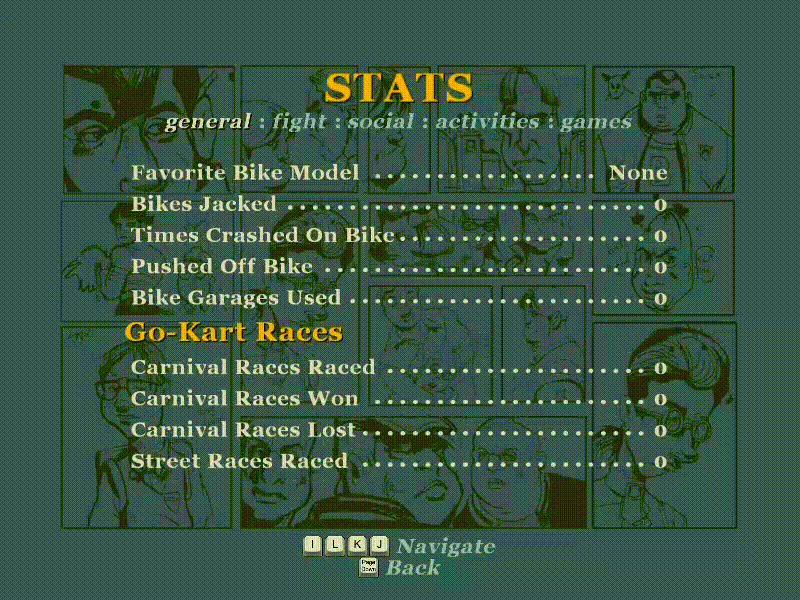 STATS
general : fight : social : activities : games
Favorite Bike Model .................. None
Bikes Jacked ............................. 0
Times Crashed On Bike .................... 0
Pushed Off Bike .......................... 0
Bike Garages Used ........................ 0
Go-Kart Races
Carnival Races Raced ..................... 0
Carnival Races Won ...................... 0
Carnival Races Lost ....................... 0
Street Races Raced ....................... 0
I L K J Navigate
Page Down Back